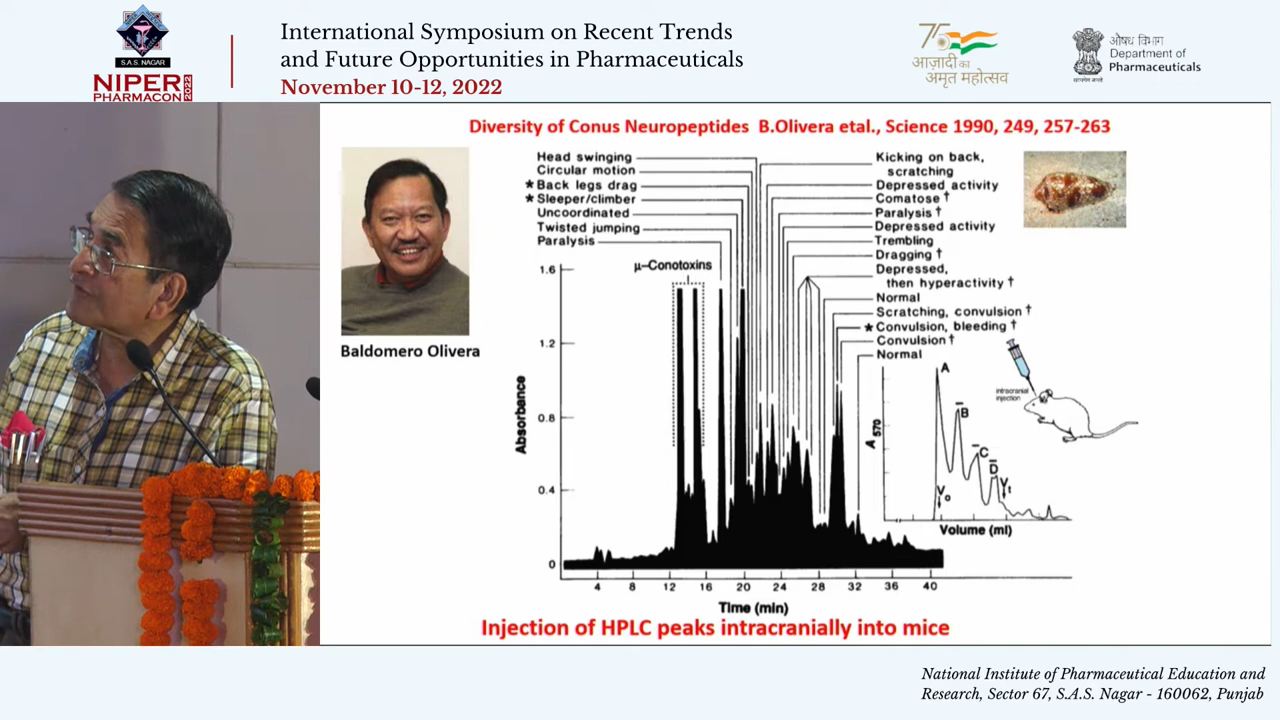 S.A.S. NAGAR
NIPER
PHARMACON 2022
International Symposium on Recent Trends
and Future Opportunities in Pharmaceuticals
November 10-12, 2022
75
आज़ादी का
अमृत महोत्सव
औषध विभाग
Department of
Pharmaceuticals
Diversity of Conus Neuropeptides B.Olivera etal., Science 1990, 249, 257-263
Baldomero Olivera
Head swinging
Circular motion
★Back legs drag
★Sleeper/climber
Uncoordinated
Twisted jumping
Paralysis
μ-Conotoxins
Kicking on back,
scratching
Depressed activity
Comatose †
Paralysis †
Depressed activity
Trembling
Dragging †
Depressed,
then hyperactivity †
Normal
Scratching, convulsion †
★Convulsion, bleeding †
Convulsion †
Normal
1.6
1.2
0.8
0.4
0
Absorbance
4 8 12 16 20 24 28 32 36 40
Time (min)
A 570
A
B
C
D
Vo
Vt
Volume (ml)
intracranial
injection
Injection of HPLC peaks intracranially into mice
National Institute of Pharmaceutical Education and
Research, Sector 67, S.A.S. Nagar - 160062, Punjab